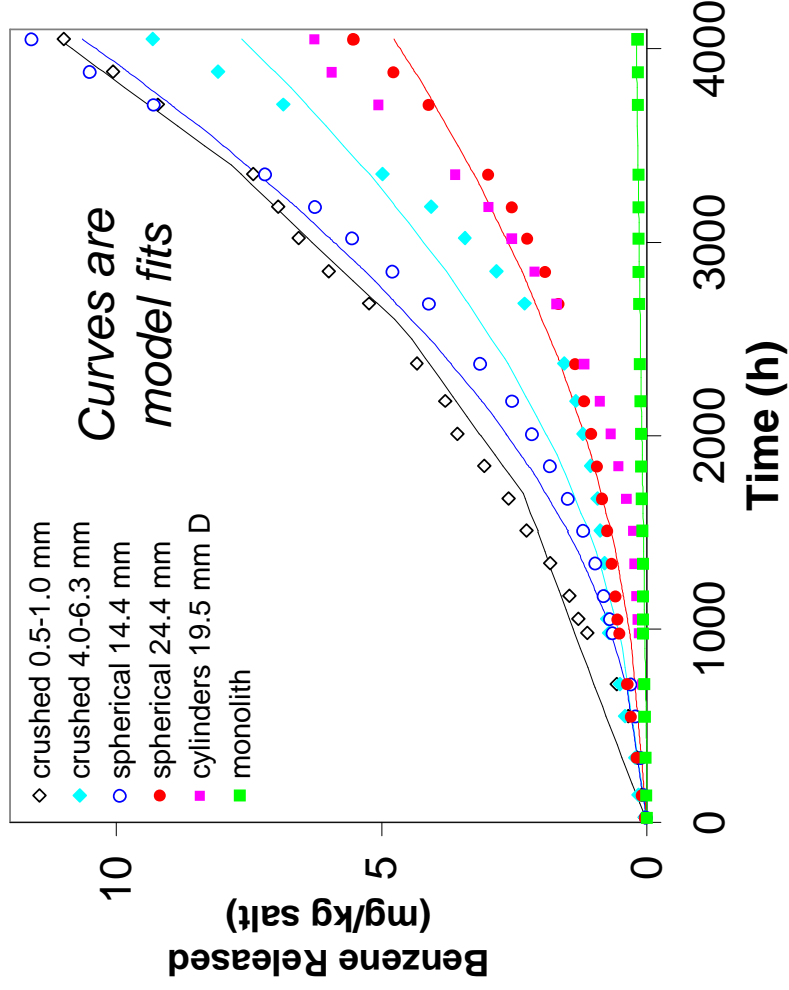 Benzene Released
(mg/kg salt)
10
5
0
crushed 0.5-1.0 mm
crushed 4.0-6.3 mm
spherical 14.4 mm
spherical 24.4 mm
cylinders 19.5 mm D
monolith
Curves are
model fits
0
1000
2000
3000
4000
Time (h)